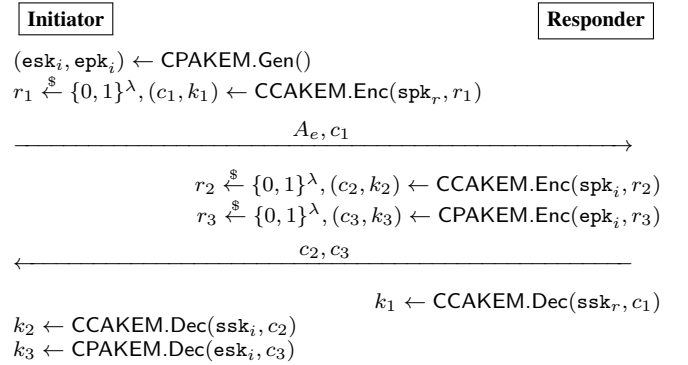 Initiator Responder
(esk_i, epk_i) ← CPAKEM.Gen()
r_1 $← {0, 1}^λ, (c_1, k_1) ← CCAKEM.Enc(spk_r, r_1)
A_e, c_1
r_2 $← {0, 1}^λ, (c_2, k_2) ← CCAKEM.Enc(spk_i, r_2)
r_3 $← {0, 1}^λ, (c_3, k_3) ← CPAKEM.Enc(epk_i, r_3)
c_2, c_3
k_1 ← CCAKEM.Dec(ssk_r, c_1)
k_2 ← CCAKEM.Dec(ssk_i, c_2)
k_3 ← CPAKEM.Dec(esk_i, c_3)